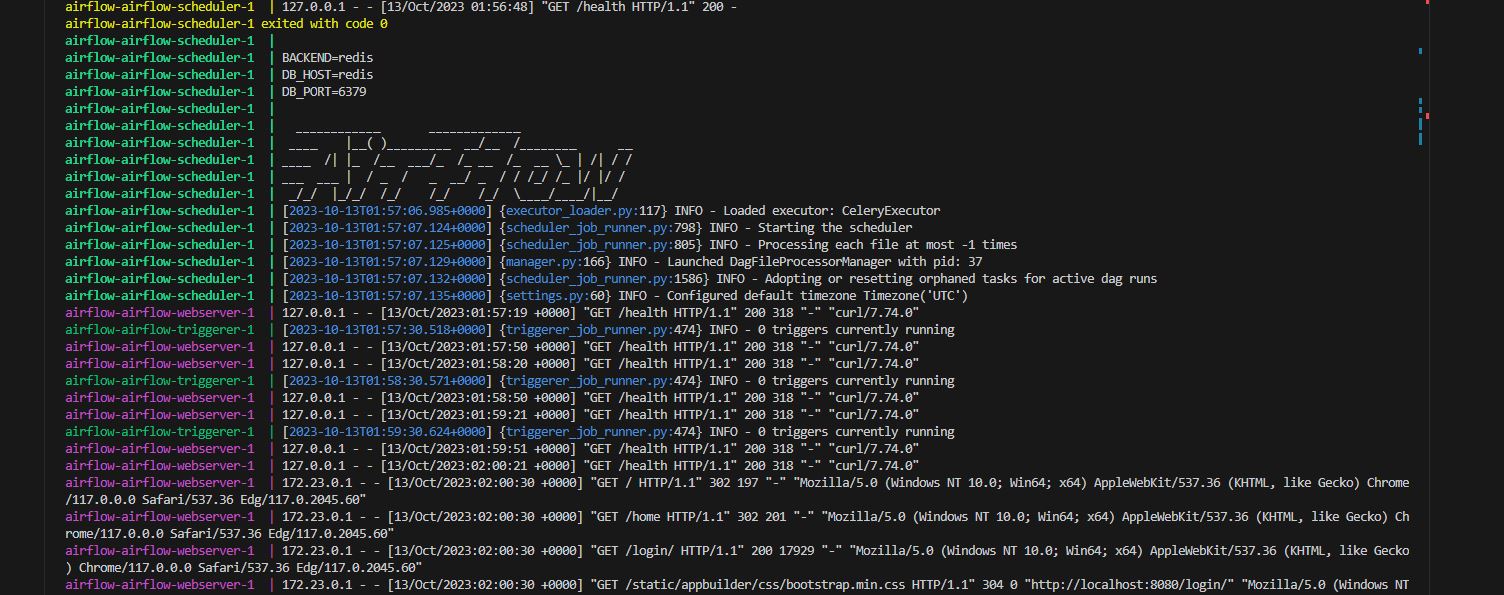 airflow-airflow-scheduler-1  | 127.0.0.1 - - [13/Oct/2023 01:56:48] "GET /health HTTP/1.1" 200 -
airflow-airflow-scheduler-1 exited with code 0
airflow-airflow-scheduler-1  |
airflow-airflow-scheduler-1  | BACKEND=redis
airflow-airflow-scheduler-1  | DB_HOST=redis
airflow-airflow-scheduler-1  | DB_PORT=6379
airflow-airflow-scheduler-1  |
airflow-airflow-scheduler-1  |   ____________       _____________
airflow-airflow-scheduler-1  |  ____    |__( )_________  __/__  /________      __
airflow-airflow-scheduler-1  | ____  /| |_  /__  ___/_  /_ __  /_  __ \_ | /| / /
airflow-airflow-scheduler-1  | ___  ___ |  / _  /   _  __/ _  / / /_/ /_ |/ |/ /
airflow-airflow-scheduler-1  |  _/_/  |_/_/  /_/    /_/    /_/  \____/____/|__/
airflow-airflow-scheduler-1  | [2023-10-13T01:57:06.985+0000] {executor_loader.py:117} INFO - Loaded executor: CeleryExecutor
airflow-airflow-scheduler-1  | [2023-10-13T01:57:07.124+0000] {scheduler_job_runner.py:798} INFO - Starting the scheduler
airflow-airflow-scheduler-1  | [2023-10-13T01:57:07.125+0000] {scheduler_job_runner.py:805} INFO - Processing each file at most -1 times
airflow-airflow-scheduler-1  | [2023-10-13T01:57:07.129+0000] {manager.py:166} INFO - Launched DagFileProcessorManager with pid: 37
airflow-airflow-scheduler-1  | [2023-10-13T01:57:07.132+0000] {scheduler_job_runner.py:1586} INFO - Adopting or resetting orphaned tasks for active dag runs
airflow-airflow-scheduler-1  | [2023-10-13T01:57:07.135+0000] {settings.py:60} INFO - Configured default timezone Timezone('UTC')
airflow-airflow-webserver-1  | 127.0.0.1 - - [13/Oct/2023:01:57:19 +0000] "GET /health HTTP/1.1" 200 318 "-" "curl/7.74.0"
airflow-airflow-triggerer-1  | [2023-10-13T01:57:30.518+0000] {triggerer_job_runner.py:474} INFO - 0 triggers currently running
airflow-airflow-webserver-1  | 127.0.0.1 - - [13/Oct/2023:01:57:50 +0000] "GET /health HTTP/1.1" 200 318 "-" "curl/7.74.0"
airflow-airflow-webserver-1  | 127.0.0.1 - - [13/Oct/2023:01:58:20 +0000] "GET /health HTTP/1.1" 200 318 "-" "curl/7.74.0"
airflow-airflow-triggerer-1  | [2023-10-13T01:58:30.571+0000] {triggerer_job_runner.py:474} INFO - 0 triggers currently running
airflow-airflow-webserver-1  | 127.0.0.1 - - [13/Oct/2023:01:58:50 +0000] "GET /health HTTP/1.1" 200 318 "-" "curl/7.74.0"
airflow-airflow-webserver-1  | 127.0.0.1 - - [13/Oct/2023:01:59:21 +0000] "GET /health HTTP/1.1" 200 318 "-" "curl/7.74.0"
airflow-airflow-triggerer-1  | [2023-10-13T01:59:30.624+0000] {triggerer_job_runner.py:474} INFO - 0 triggers currently running
airflow-airflow-webserver-1  | 127.0.0.1 - - [13/Oct/2023:01:59:51 +0000] "GET /health HTTP/1.1" 200 318 "-" "curl/7.74.0"
airflow-airflow-webserver-1  | 127.0.0.1 - - [13/Oct/2023:02:00:21 +0000] "GET /health HTTP/1.1" 200 318 "-" "curl/7.74.0"
airflow-airflow-webserver-1  | 172.23.0.1 - - [13/Oct/2023:02:00:30 +0000] "GET / HTTP/1.1" 302 197 "-" "Mozilla/5.0 (Windows NT 10.0; Win64; x64) AppleWebKit/537.36 (KHTML, like Gecko) Chrome
/117.0.0.0 Safari/537.36 Edg/117.0.2045.60"
airflow-airflow-webserver-1  | 172.23.0.1 - - [13/Oct/2023:02:00:30 +0000] "GET /home HTTP/1.1" 302 201 "-" "Mozilla/5.0 (Windows NT 10.0; Win64; x64) AppleWebKit/537.36 (KHTML, like Gecko) Ch
rome/117.0.0.0 Safari/537.36 Edg/117.0.2045.60"
airflow-airflow-webserver-1  | 172.23.0.1 - - [13/Oct/2023:02:00:30 +0000] "GET /login/ HTTP/1.1" 200 17929 "-" "Mozilla/5.0 (Windows NT 10.0; Win64; x64) AppleWebKit/537.36 (KHTML, like Gecko
) Chrome/117.0.0.0 Safari/537.36 Edg/117.0.2045.60"
airflow-airflow-webserver-1  | 172.23.0.1 - - [13/Oct/2023:02:00:30 +0000] "GET /static/appbuilder/css/bootstrap.min.css HTTP/1.1" 304 0 "http://localhost:8080/login/" "Mozilla/5.0 (Windows NT